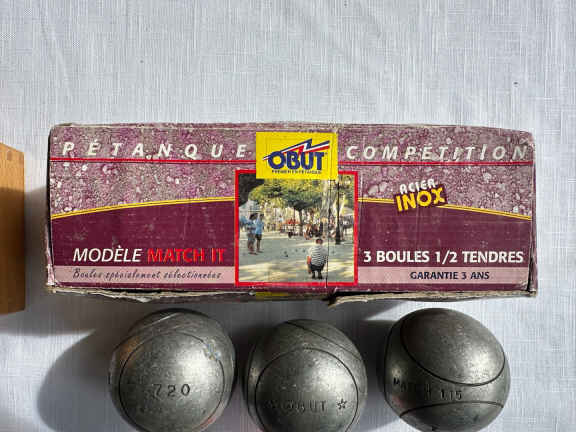 PÉTANQUE COMPÉTITION
OBUT
ACIER
INOX
MODÈLE MATCH IT
3 BOULES 1/2 TENDRES
Boules spécialement sélectionnées
GARANTIE 3 ANS
720
OBUT
MATCH 115